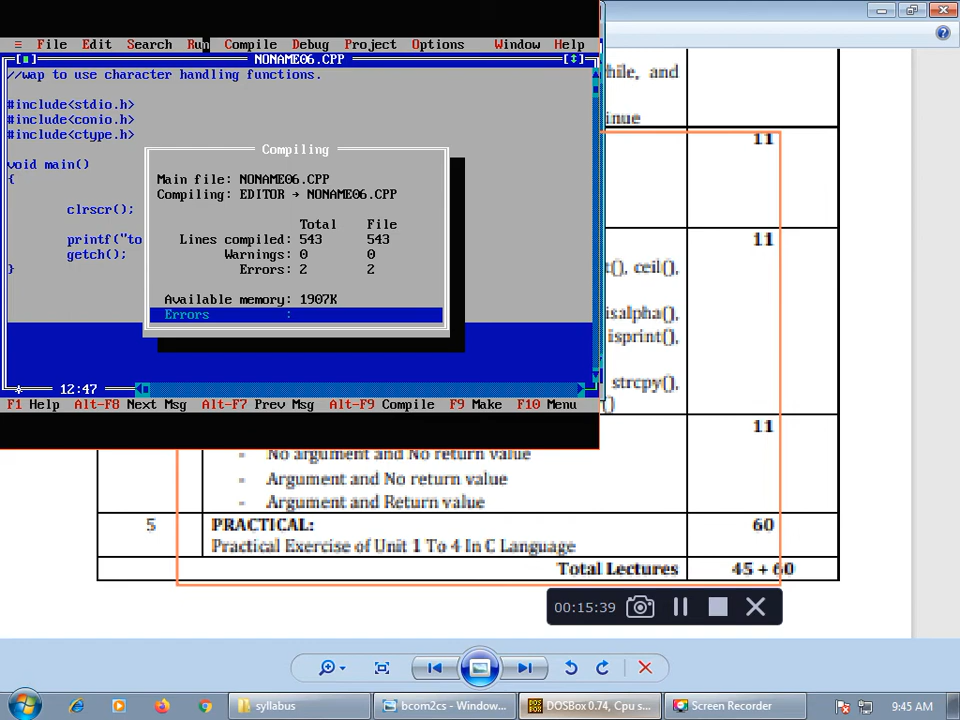 ≡ File Edit Search Run Compile Debug Project Options Window Help
NONAME06.CPP
//wap to use character handling functions.
#include<stdio.h>
#include<conio.h>
#include<ctype.h>
void main()
{
clrscr();
printf("to
getch();
}
Compiling
Main file: NONAME06.CPP
Compiling: EDITOR → NONAME06.CPP
Total File
Lines compiled: 543 543
Warnings: 0 0
Errors: 2 2
Available memory: 1907K
Errors :
12:47
F1 Help Alt-F8 Next Msg Alt-F7 Prev Msg Alt-F9 Compile F9 Make F10 Menu
hile, and
inue
11
11
t(), ceil(),
isalpha(),
isprint(),
strcpy(),
()
11
- No argument and No return value
- Argument and No return value
- Argument and Return value
5 PRACTICAL: 60
Practical Exercise of Unit 1 To 4 In C Language
Total Lectures 45 + 60
00:15:39
syllabus
bcom2cs - Window...
DOSBox 0.74, Cpu s...
Screen Recorder
9:45 AM